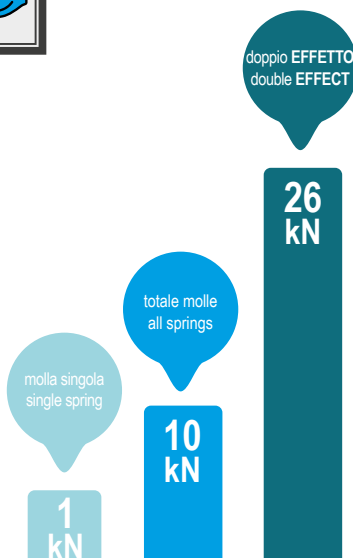 doppio EFFETTO
double EFFECT
26
kN
totale molle
all springs
10
kN
molla singola
single spring
1
kN